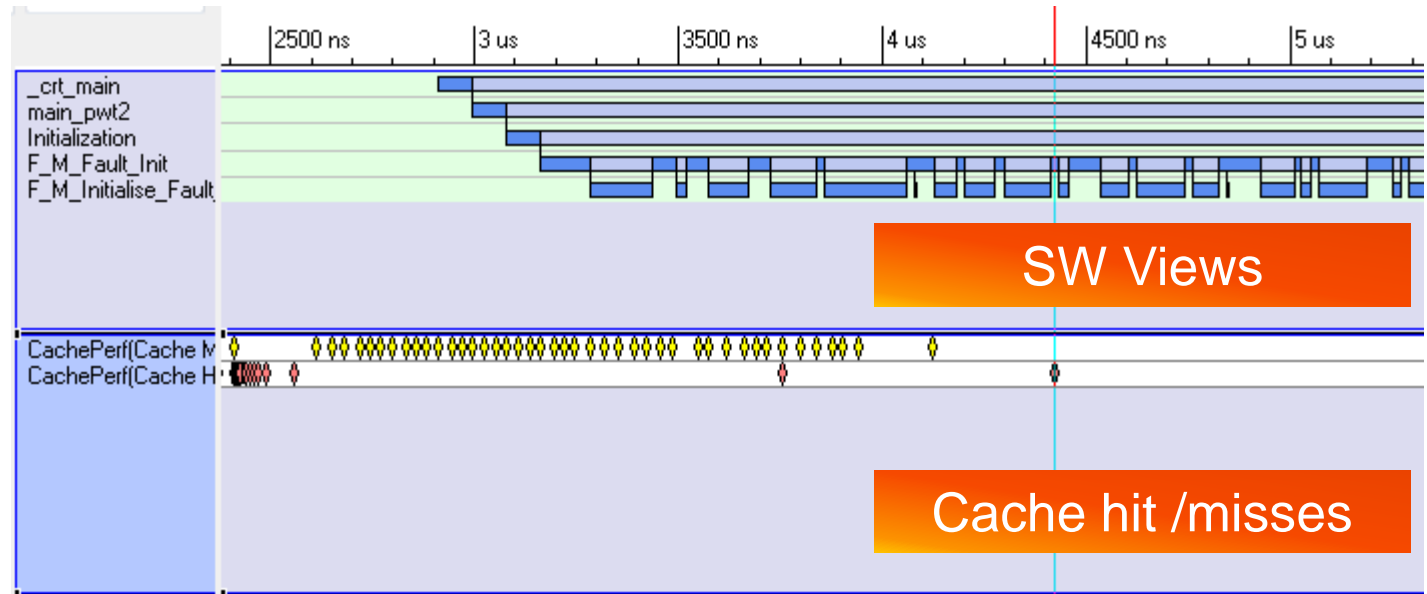 2500 ns 3 us 3500 ns 4 us 4500 ns 5 us
_crt_main
main_pwt2
Initialization
F_M_Fault_Init
F_M_Initialise_Fault_
SW Views
CachePerf(Cache M
CachePerf(Cache H
Cache hit /misses